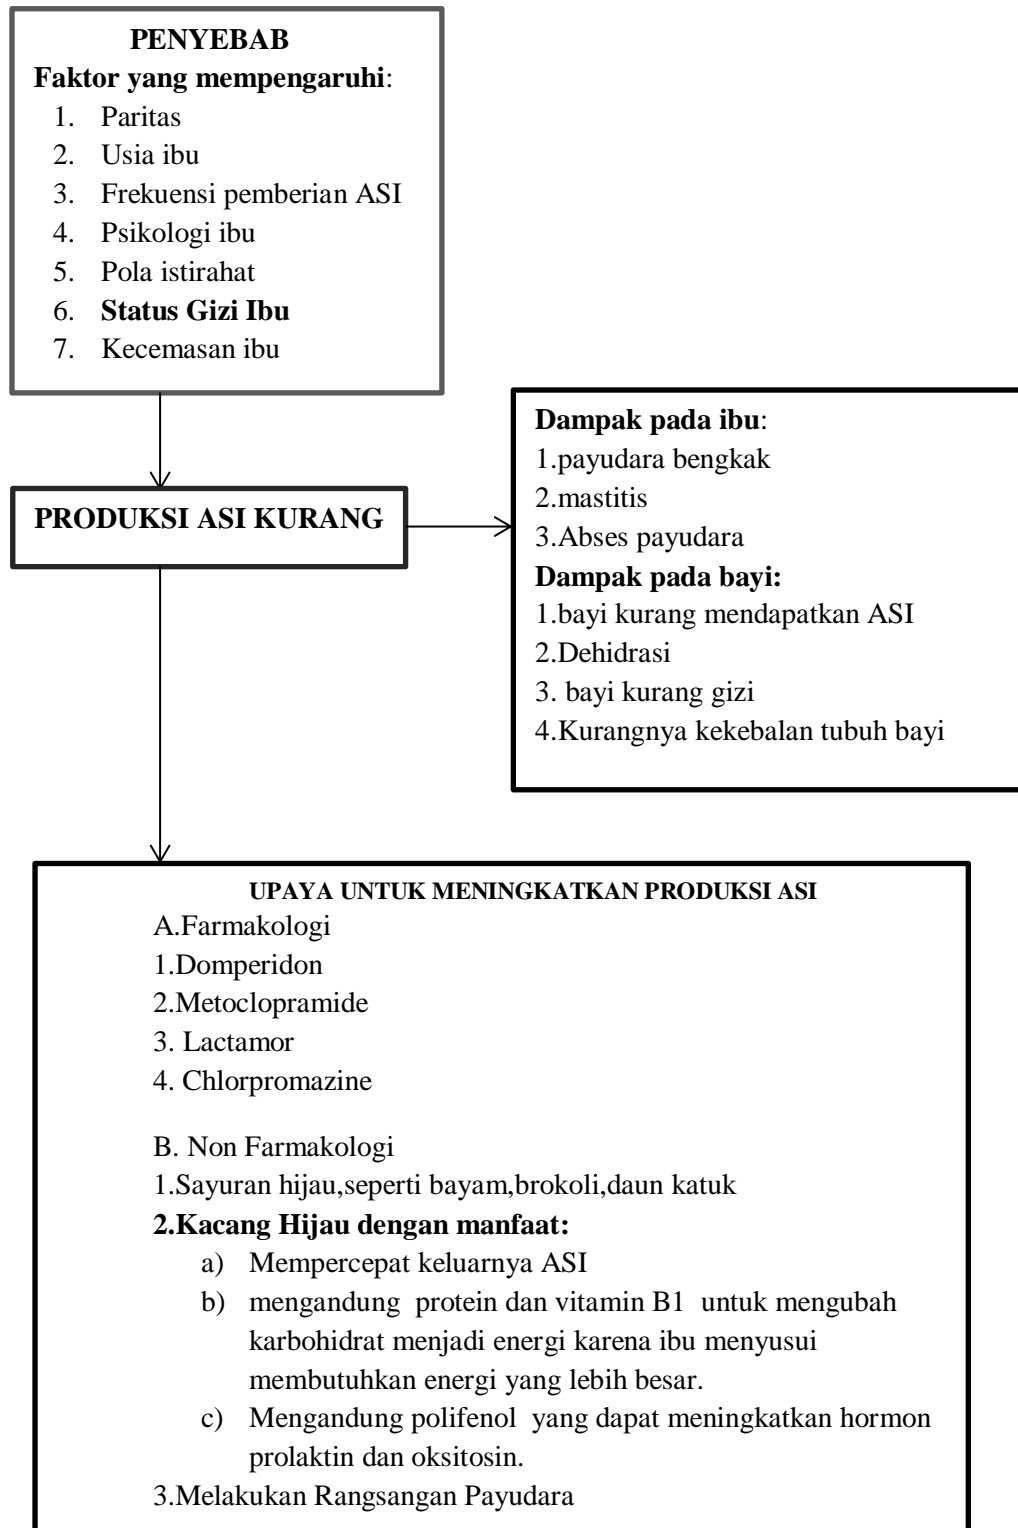 PENYEBAB
Faktor yang mempengaruhi:
1. Paritas
2. Usia ibu
3. Frekuensi pemberian ASI
4. Psikologi ibu
5. Pola istirahat
6. Status Gizi Ibu
7. Kecemasan ibu
PRODUKSI ASI KURANG
Dampak pada ibu:
1.payudara bengkak
2.mastitis
3.Abses payudara
Dampak pada bayi:
1.bayi kurang mendapatkan ASI
2.Dehidrasi
3. bayi kurang gizi
4.Kurangnya kekebalan tubuh bayi
UPAYA UNTUK MENINGKATKAN PRODUKSI ASI
A.Farmakologi
1.Domperidon
2.Metoclopramide
3. Lactamor
4. Chlorpromazine
B. Non Farmakologi
1.Sayuran hijau,seperti bayam,brokoli,daun katuk
2.Kacang Hijau dengan manfaat:
a) Mempercepat keluarnya ASI
b) mengandung protein dan vitamin B1 untuk mengubah
karbohidrat menjadi energi karena ibu menyusui
membutuhkan energi yang lebih besar.
c) Mengandung polifenol yang dapat meningkatkan hormon
prolaktin dan oksitosin.
3.Melakukan Rangsangan Payudara